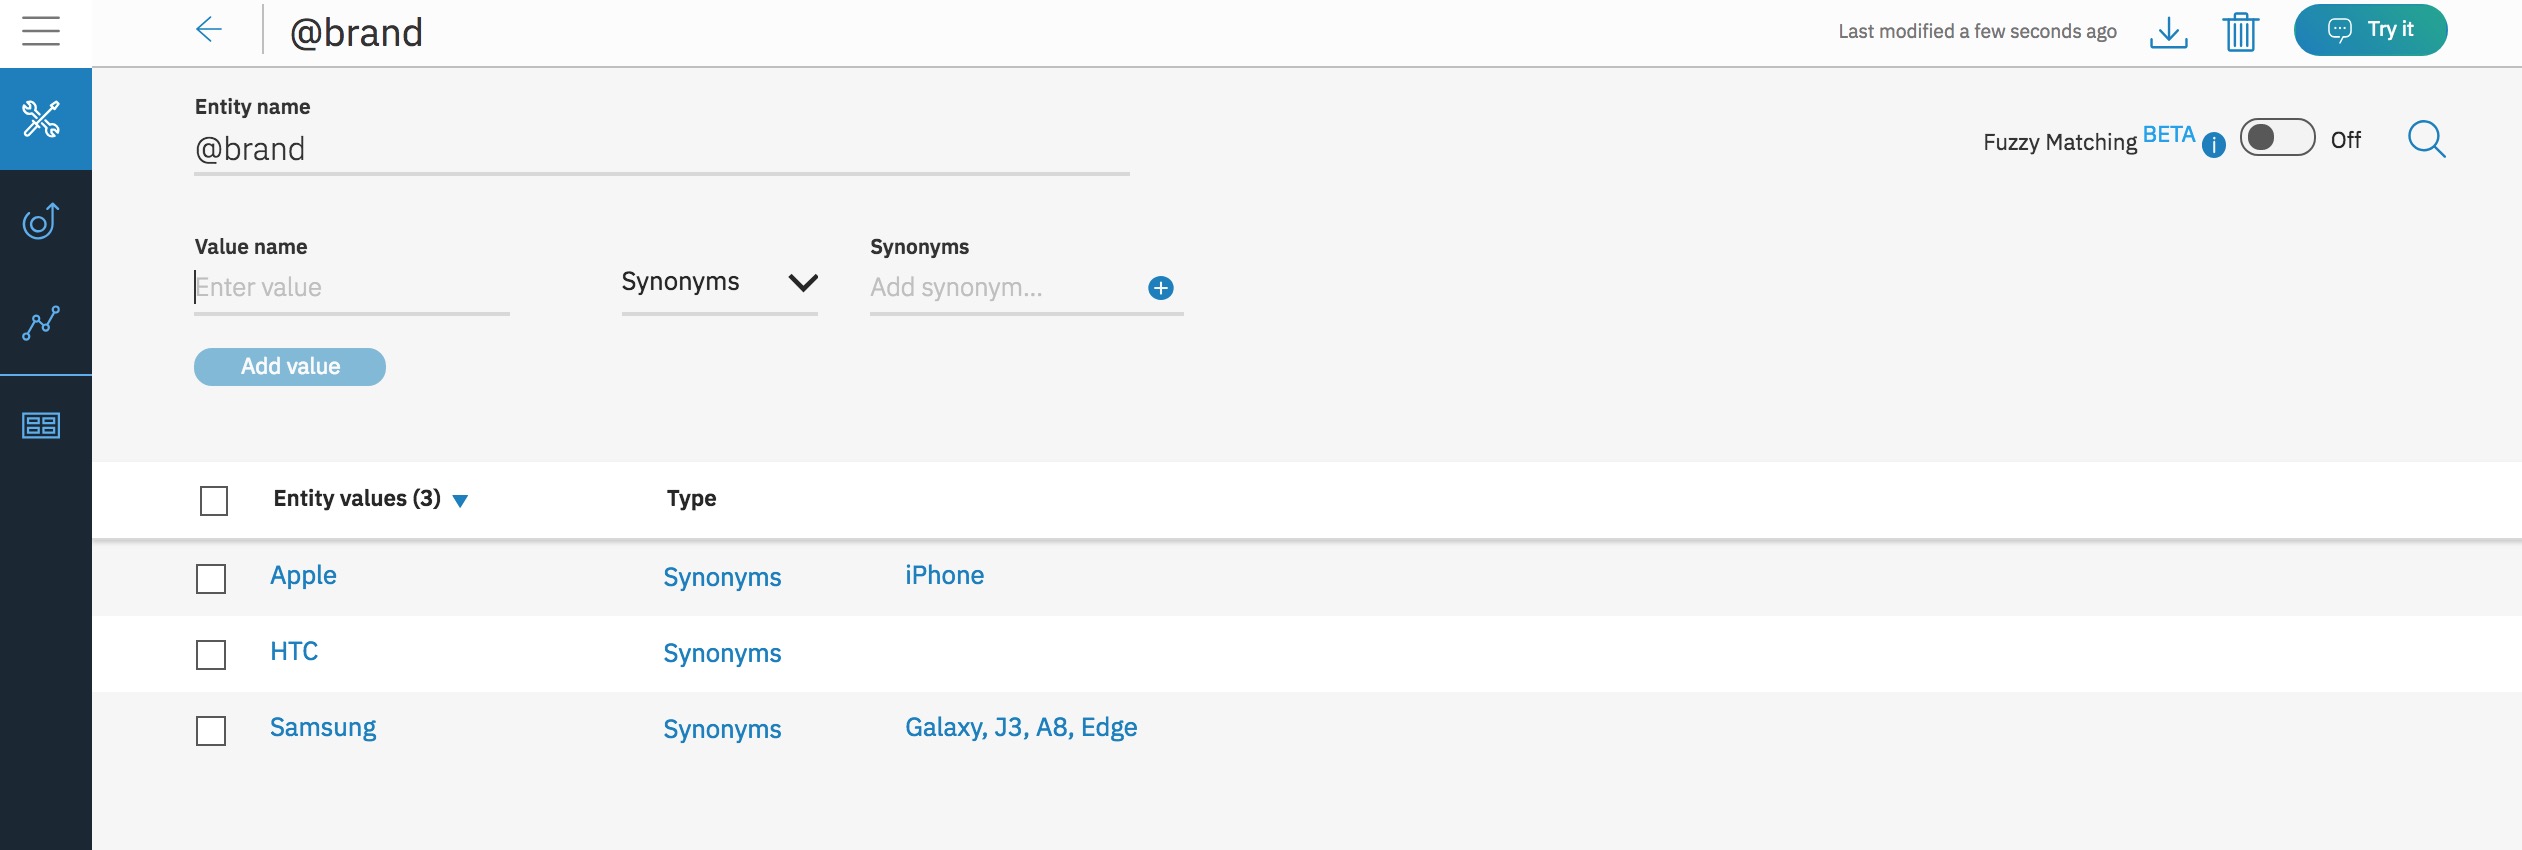 @brand
Last modified a few seconds ago
Try it
Entity name
@brand
Fuzzy Matching BETA i Off
Value name
Synonyms
Enter value
Synonyms
Add synonym...
Add value
Entity values (3) Type
Apple Synonyms iPhone
HTC Synonyms
Samsung Synonyms Galaxy, J3, A8, Edge